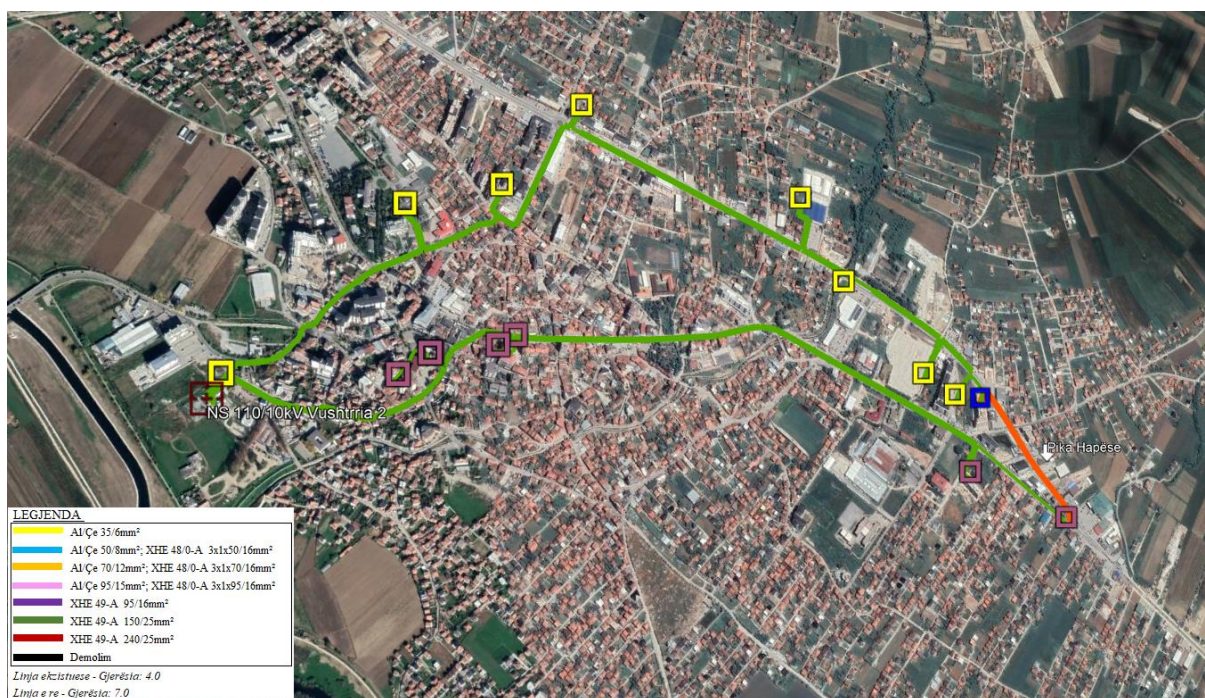 NS 110/10kV Vushtrria 2
Pika Hapëse
LEGJENDA
Al/Çe 35/6mm²
Al/Çe 50/8mm²; XHE 48/0-A 3x1x50/16mm²
Al/Çe 70/12mm²; XHE 48/0-A 3x1x70/16mm²
Al/Çe 95/15mm²; XHE 48/0-A 3x1x95/16mm²
XHE 49-A 95/16mm²
XHE 49-A 150/25mm²
XHE 49-A 240/25mm²
Demolim
Linja ekzistuese - Gjerësia: 4.0
Linja e re - Gjerësia: 7.0